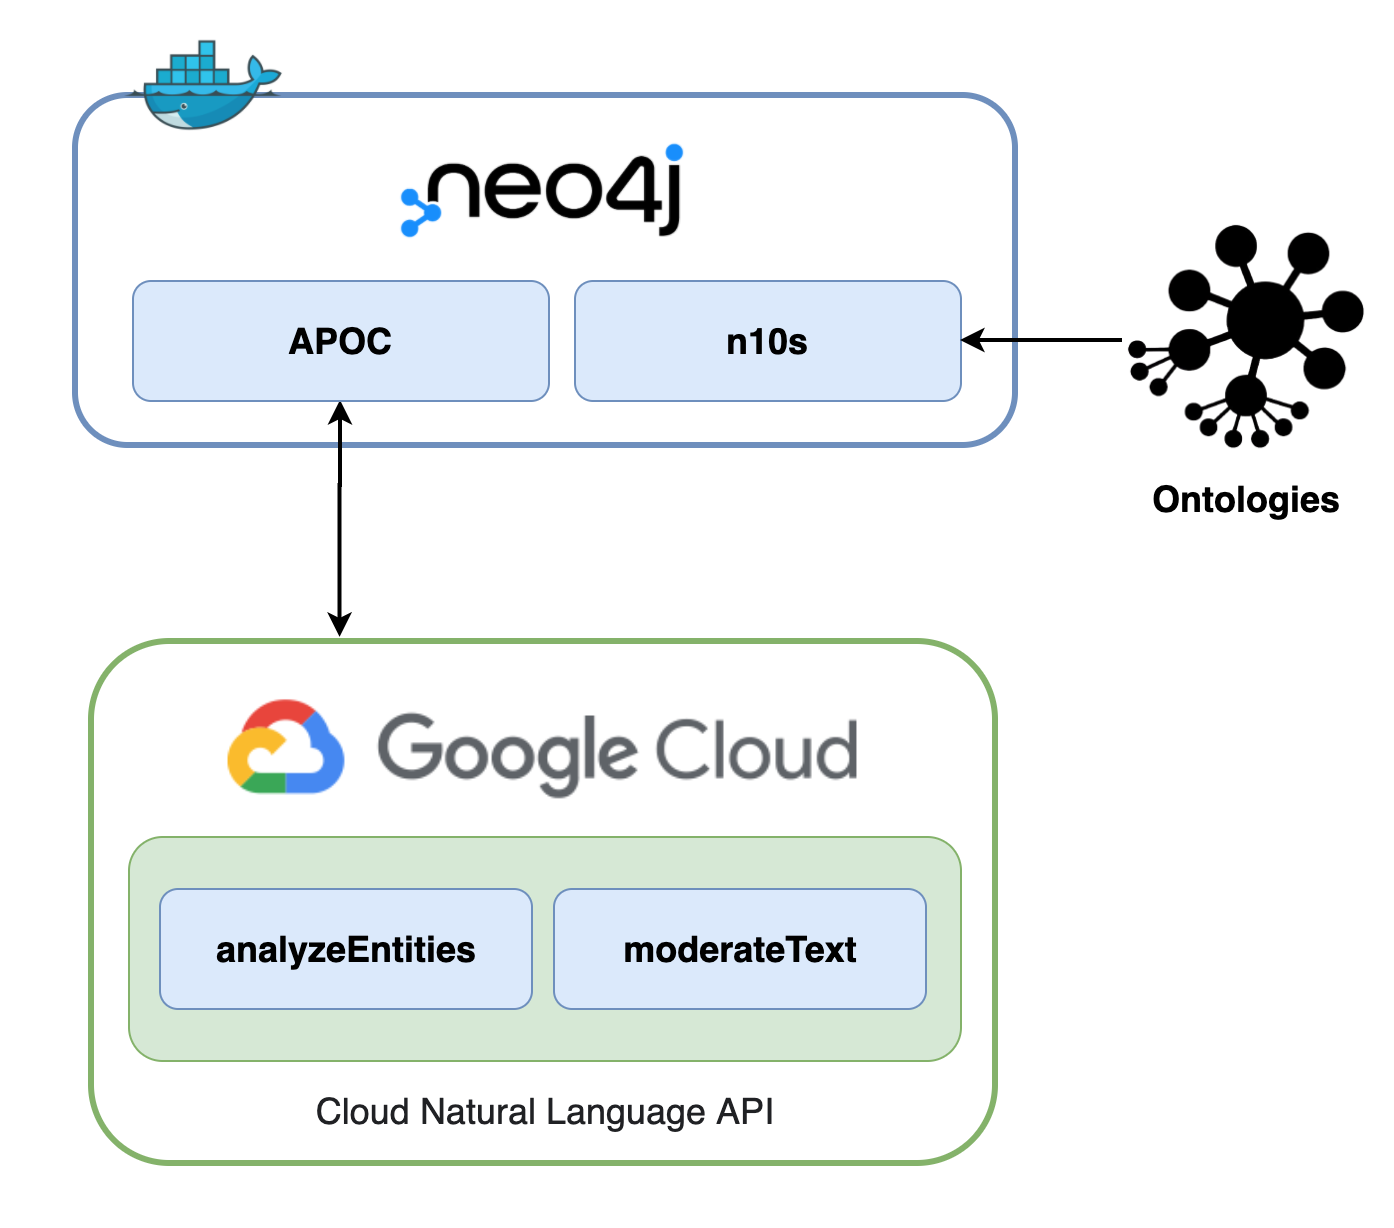 neo4j
APOC
n10s
Ontologies
Google Cloud
analyzeEntities
moderateText
Cloud Natural Language API